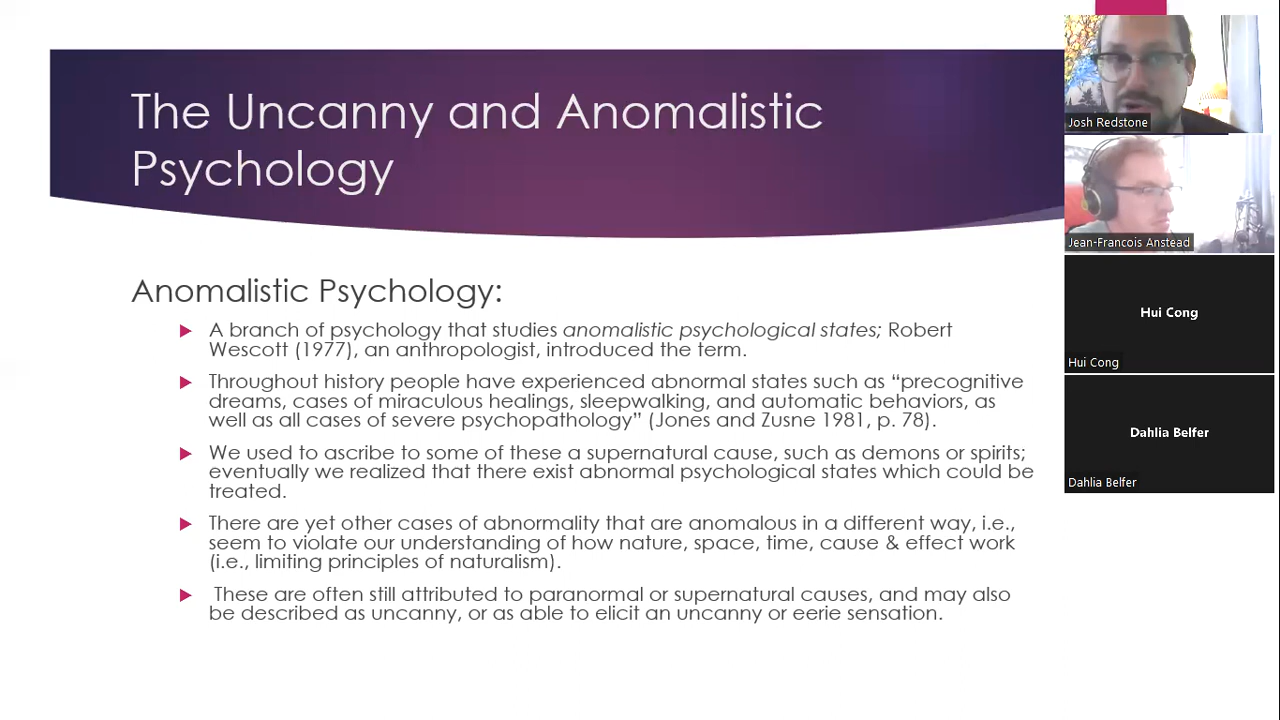 The Uncanny and Anomalistic
Psychology
Anomalistic Psychology:
A branch of psychology that studies anomalistic psychological states; Robert
Wescott (1977), an anthropologist, introduced the term.
Throughout history people have experienced abnormal states such as “precognitive
dreams, cases of miraculous healings, sleepwalking, and automatic behaviors, as
well as all cases of severe psychopathology” (Jones and Zusne 1981, p. 78).
We used to ascribe to some of these a supernatural cause, such as demons or spirits;
eventually we realized that there exist abnormal psychological states which could be
treated.
There are yet other cases of abnormality that are anomalous in a different way, i.e.,
seem to violate our understanding of how nature, space, time, cause & effect work
(i.e., limiting principles of naturalism).
These are often still attributed to paranormal or supernatural causes, and may also
be described as uncanny, or as able to elicit an uncanny or eerie sensation.
Josh Redstone
Jean-Francois Anstead
Hui Cong
Hui Cong
Dahlia Belfer
Dahlia Belfer